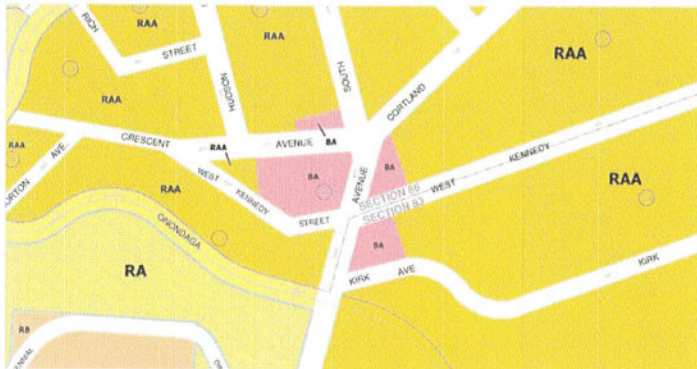 RICH
RAA
RAA
STREET
RAA
HUDSON
SOUTH
CORTLAND
RAA
RAA
CRESCENT
RAA
AVENUE
BA
RAA
AVE.
WEST
KENNEDY
STREET
BA
BA
AVENUE
SECTION 86
SECTION 83
WEST
KENNEDY
RAA
RAA
ONONDAGA
RA
BA
KIRK
AVE.
KIRK
RB